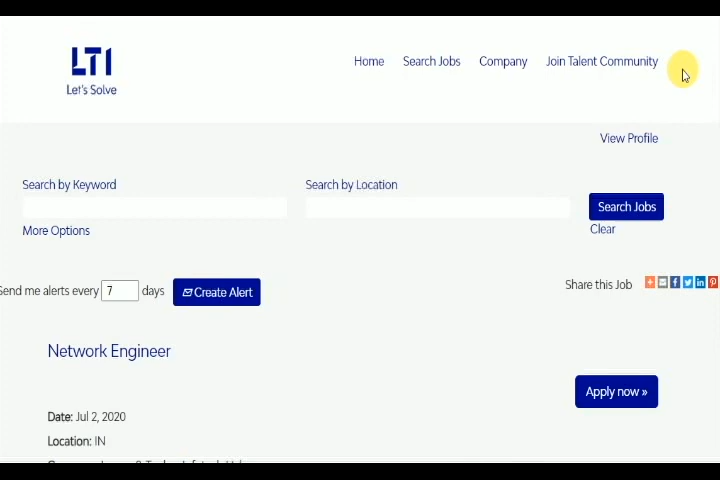 LTI
Let's Solve
Home Search Jobs Company Join Talent Community
View Profile
Search by Keyword Search by Location
Search Jobs
More Options Clear
Send me alerts every 7 days Create Alert Share this Job
Network Engineer
Apply now »
Date: Jul 2, 2020
Location: IN